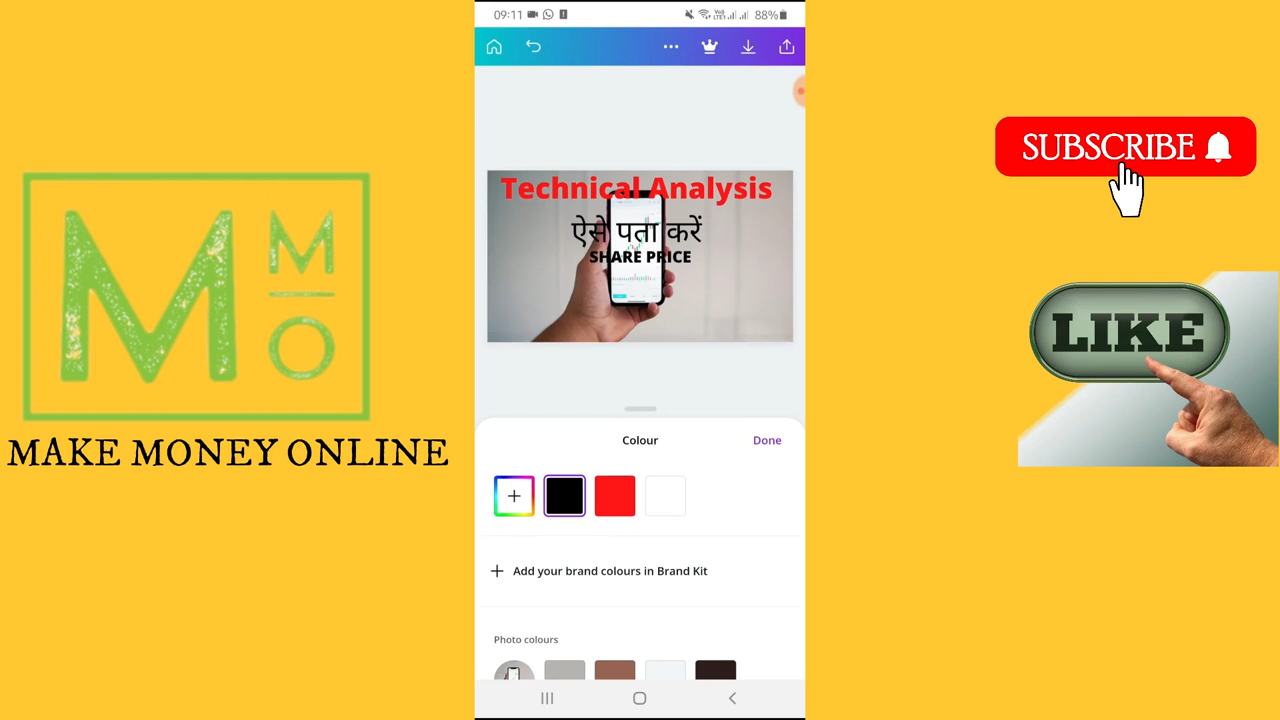 09:11
88%
Technical Analysis
ऐसे पता करें
SHARE PRICE
Colour
Done
Add your brand colours in Brand Kit
Photo colours
M
M
O
MAKE MONEY ONLINE
SUBSCRIBE
LIKE